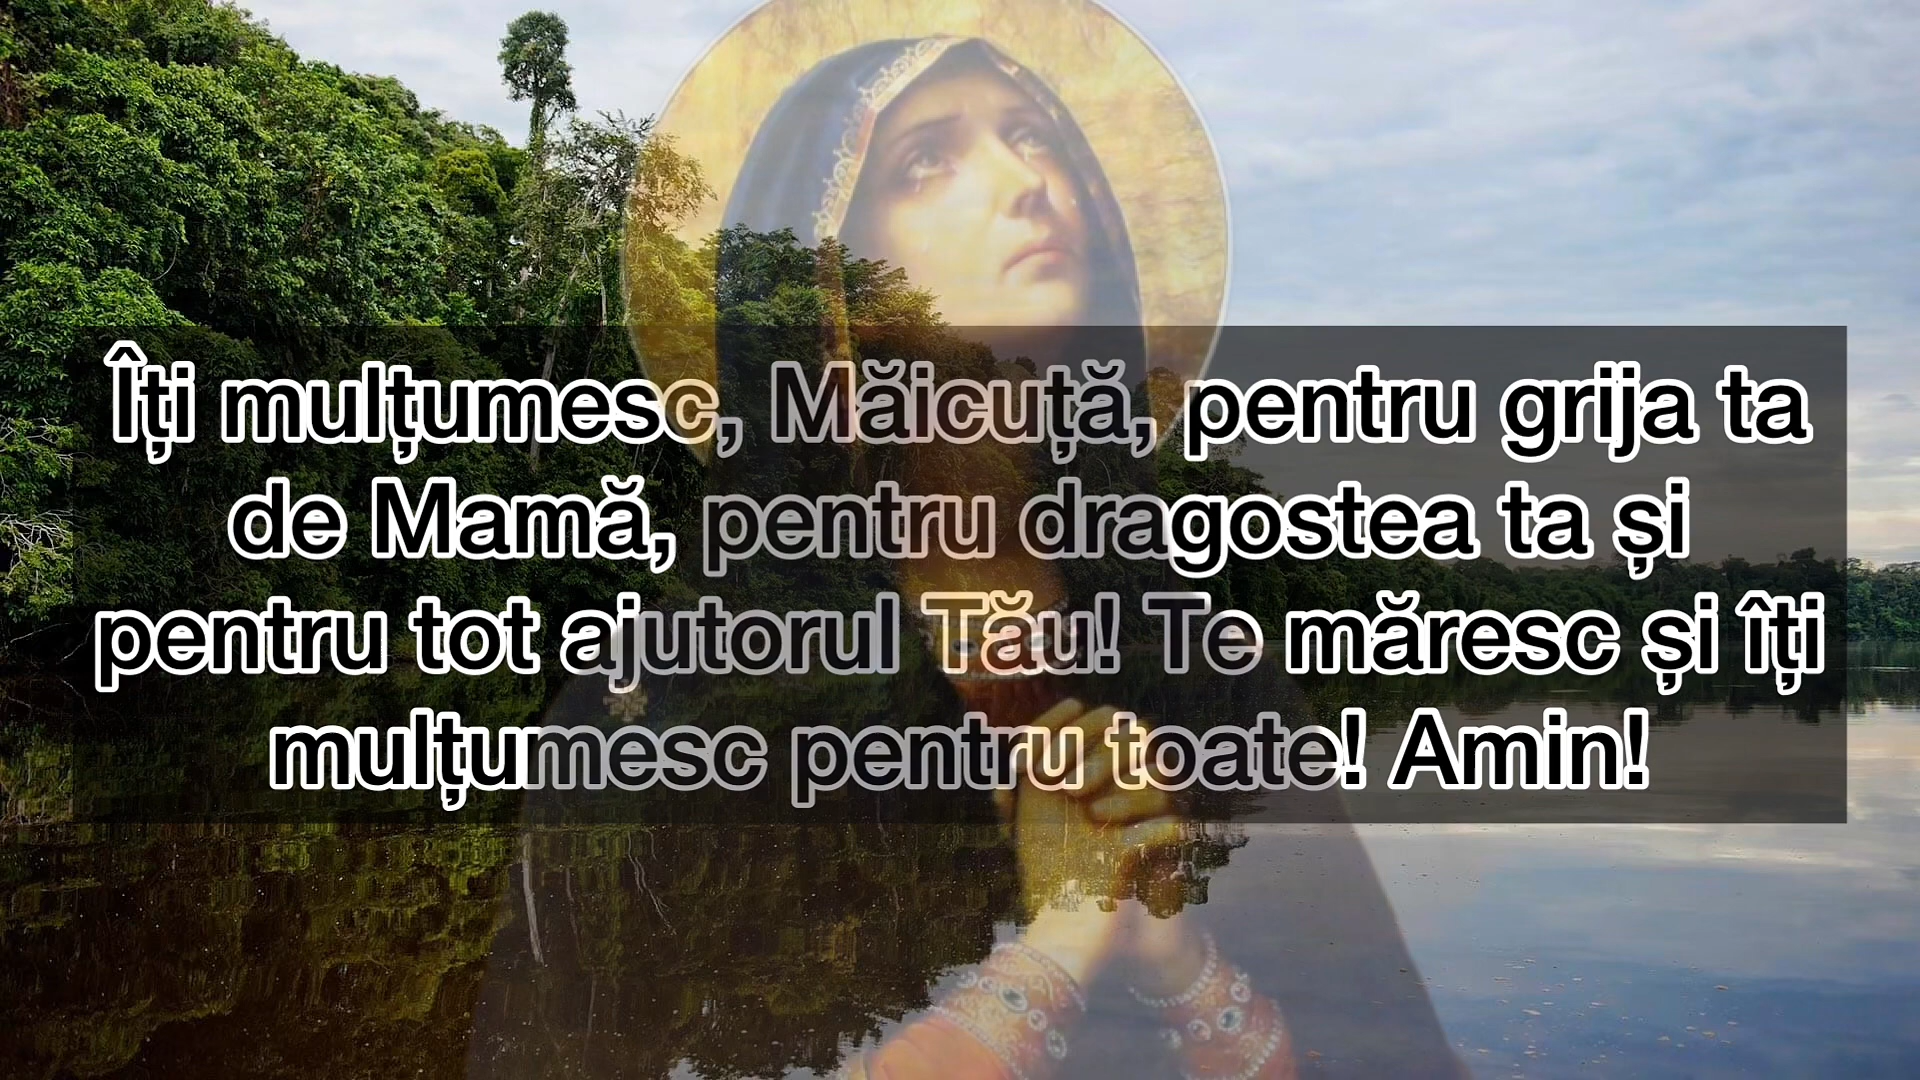 Îți mulțumesc, Măicuță, pentru grija ta
de Mamă, pentru dragostea ta și
pentru tot ajutorul Tău! Te măresc și îți
mulțumesc pentru toate! Amin!